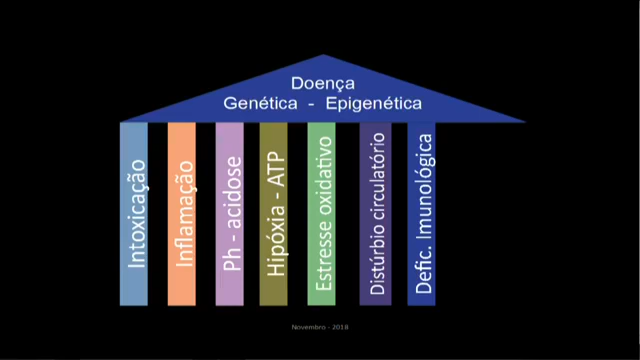 Doença
Genética - Epigenética
Intoxicação
Inflamação
Ph - acidose
Hipóxia - ATP
Estresse oxidativo
Distúrbio circulatório
Defic. Imunológica
Novembro - 2018